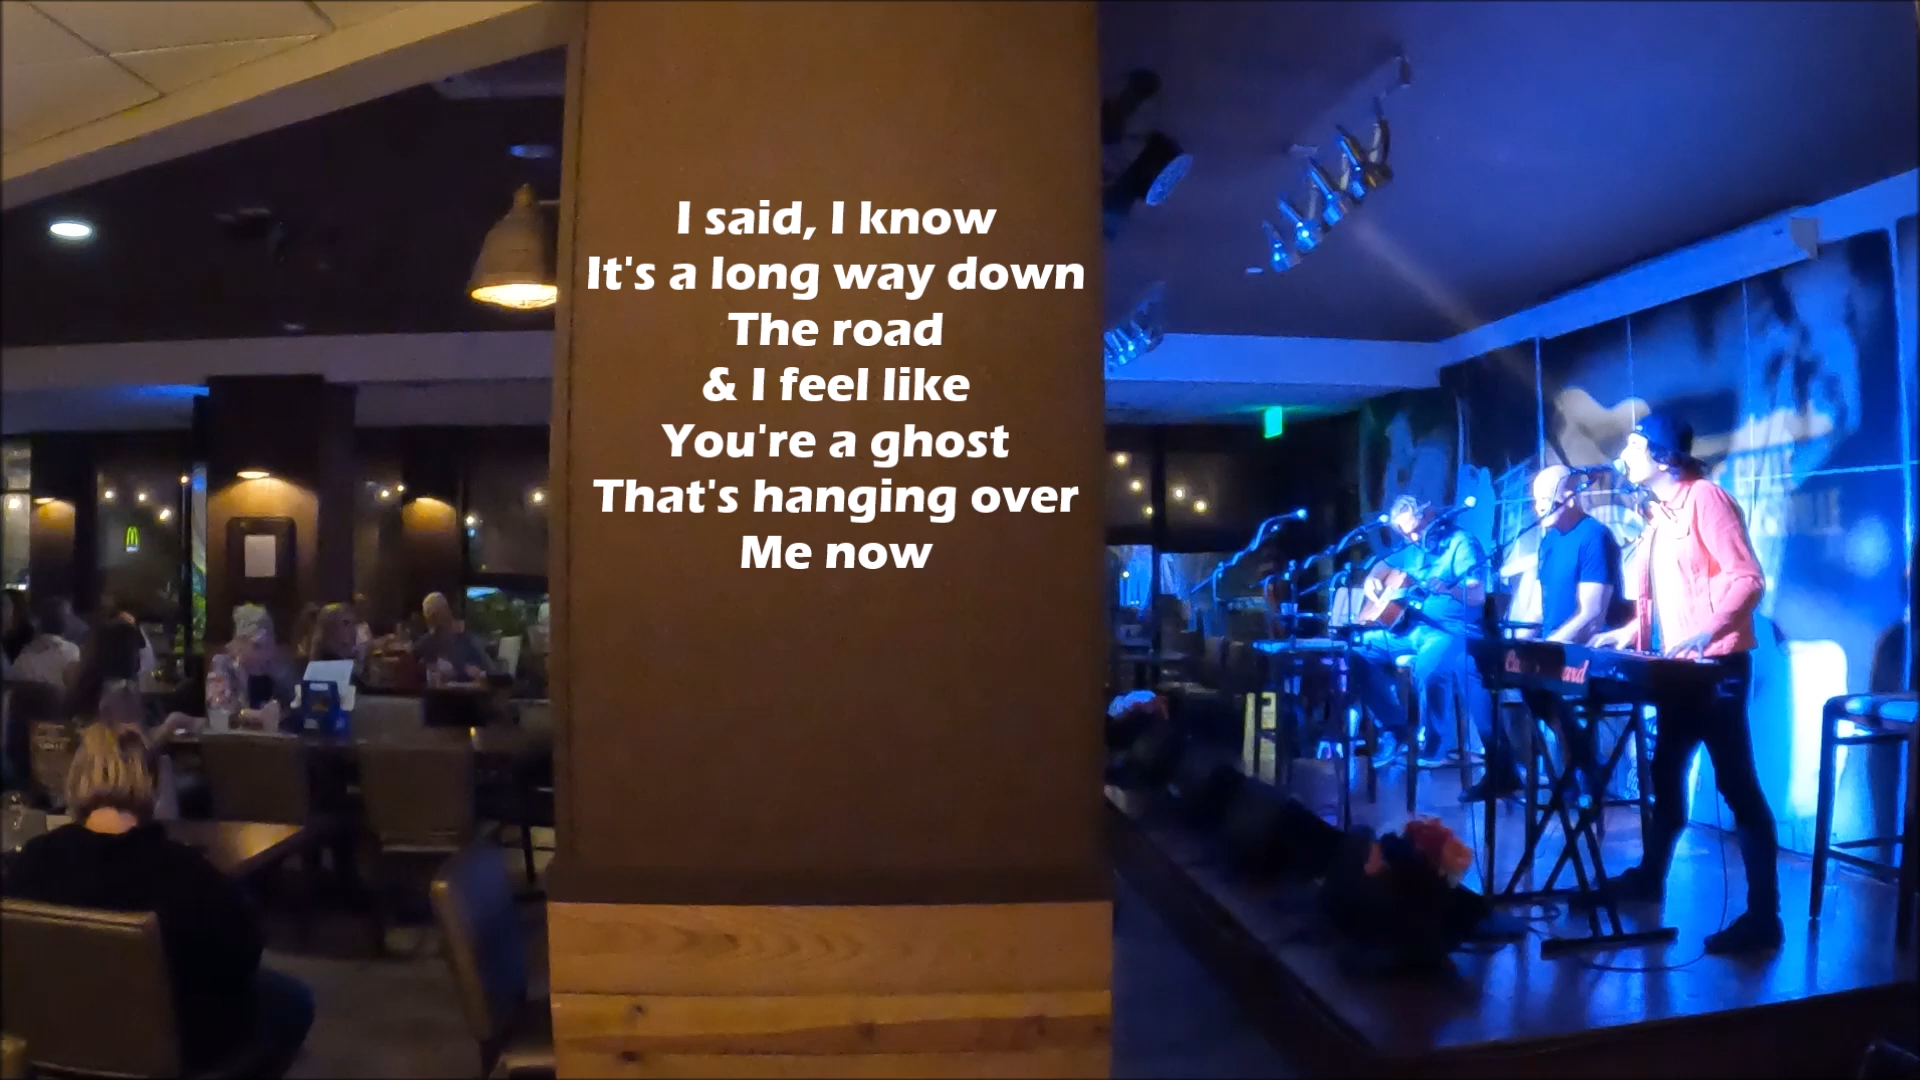 I said, I know
It's a long way down
The road
& I feel like
You're a ghost
That's hanging over
Me now